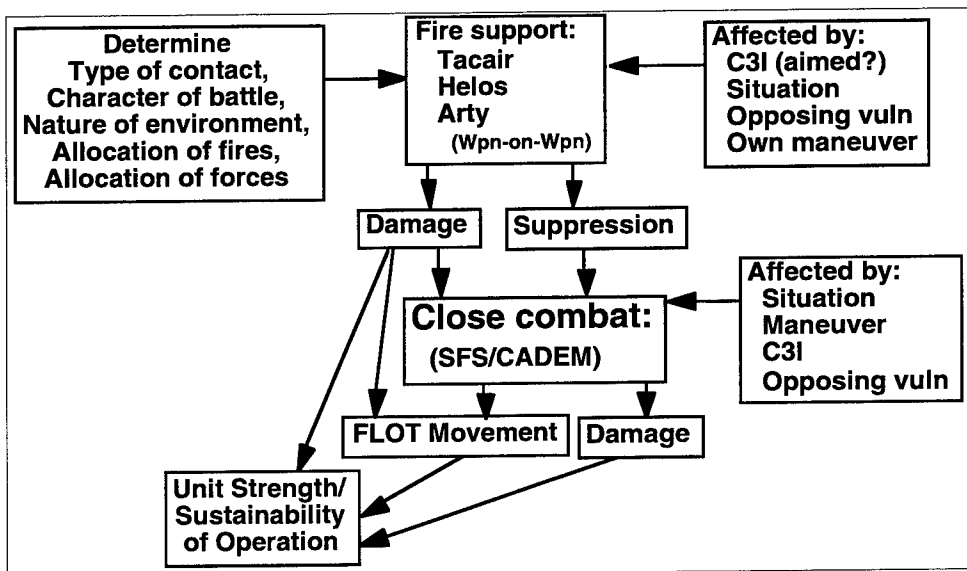 Determine
Type of contact,
Character of battle,
Nature of environment,
Allocation of fires,
Allocation of forces
Fire support:
Tacair
Helos
Arty
(Wpn-on-Wpn)
Affected by:
C3I (aimed?)
Situation
Opposing vuln
Own maneuver
Damage
Suppression
Close combat:
(SFS/CADEM)
Affected by:
Situation
Maneuver
C3I
Opposing vuln
FLOT Movement
Damage
Unit Strength/
Sustainability
of Operation